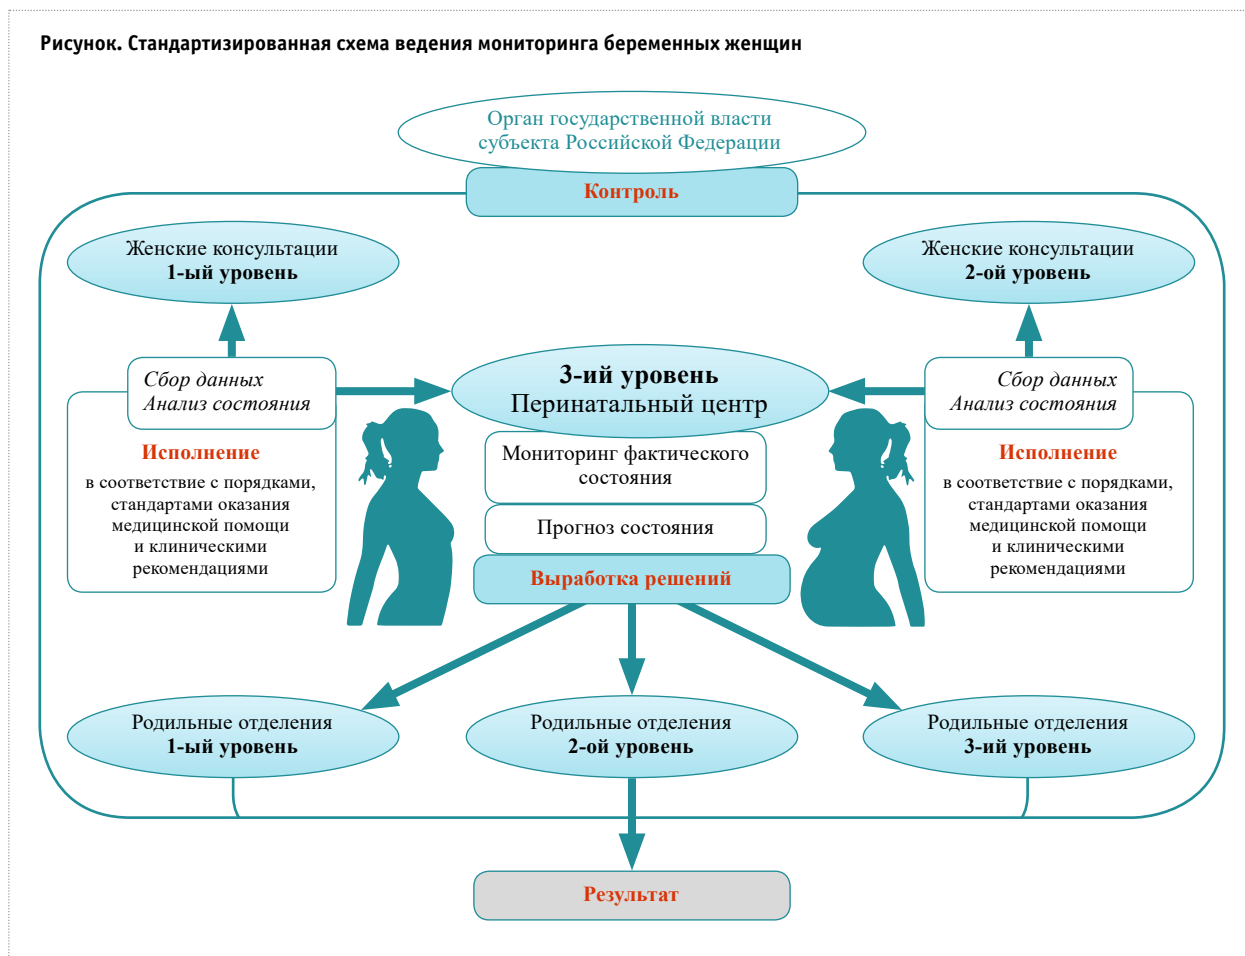 Рисунок. Стандартизированная схема ведения мониторинга беременных женщин
Орган государственной власти
субъекта Российской Федерации
Контроль
Женские консультации
1-ый уровень
Женские консультации
2-ой уровень
Сбор данных
Анализ состояния
Исполнение
в соответствие с порядками,
стандартами оказания
медицинской помощи
и клиническими
рекомендациями
3-ий уровень
Перинатальный центр
Мониторинг фактического
состояния
Прогноз состояния
Выработка решений
Сбор данных
Анализ состояния
Исполнение
в соответствие с порядками,
стандартами оказания
медицинской помощи
и клиническими
рекомендациями
Родильные отделения
1-ый уровень
Родильные отделения
2-ой уровень
Родильные отделения
3-ий уровень
Результат